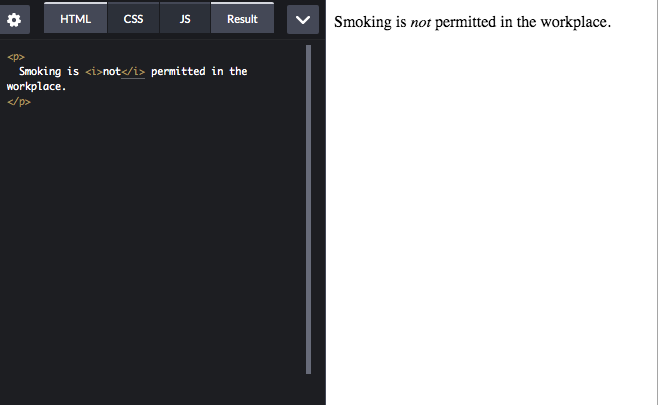 HTML CSS JS Result
<p>
Smoking is <i>not</i> permitted in the
workplace.
</p>
Smoking is not permitted in the workplace.